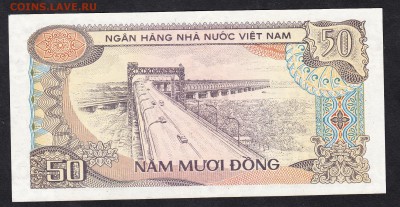 COINS.LAVE.RU
NGÂN HÀNG NHÀ NƯỚC VIỆT NAM
50
50
NĂM MƯƠI ĐỒNG